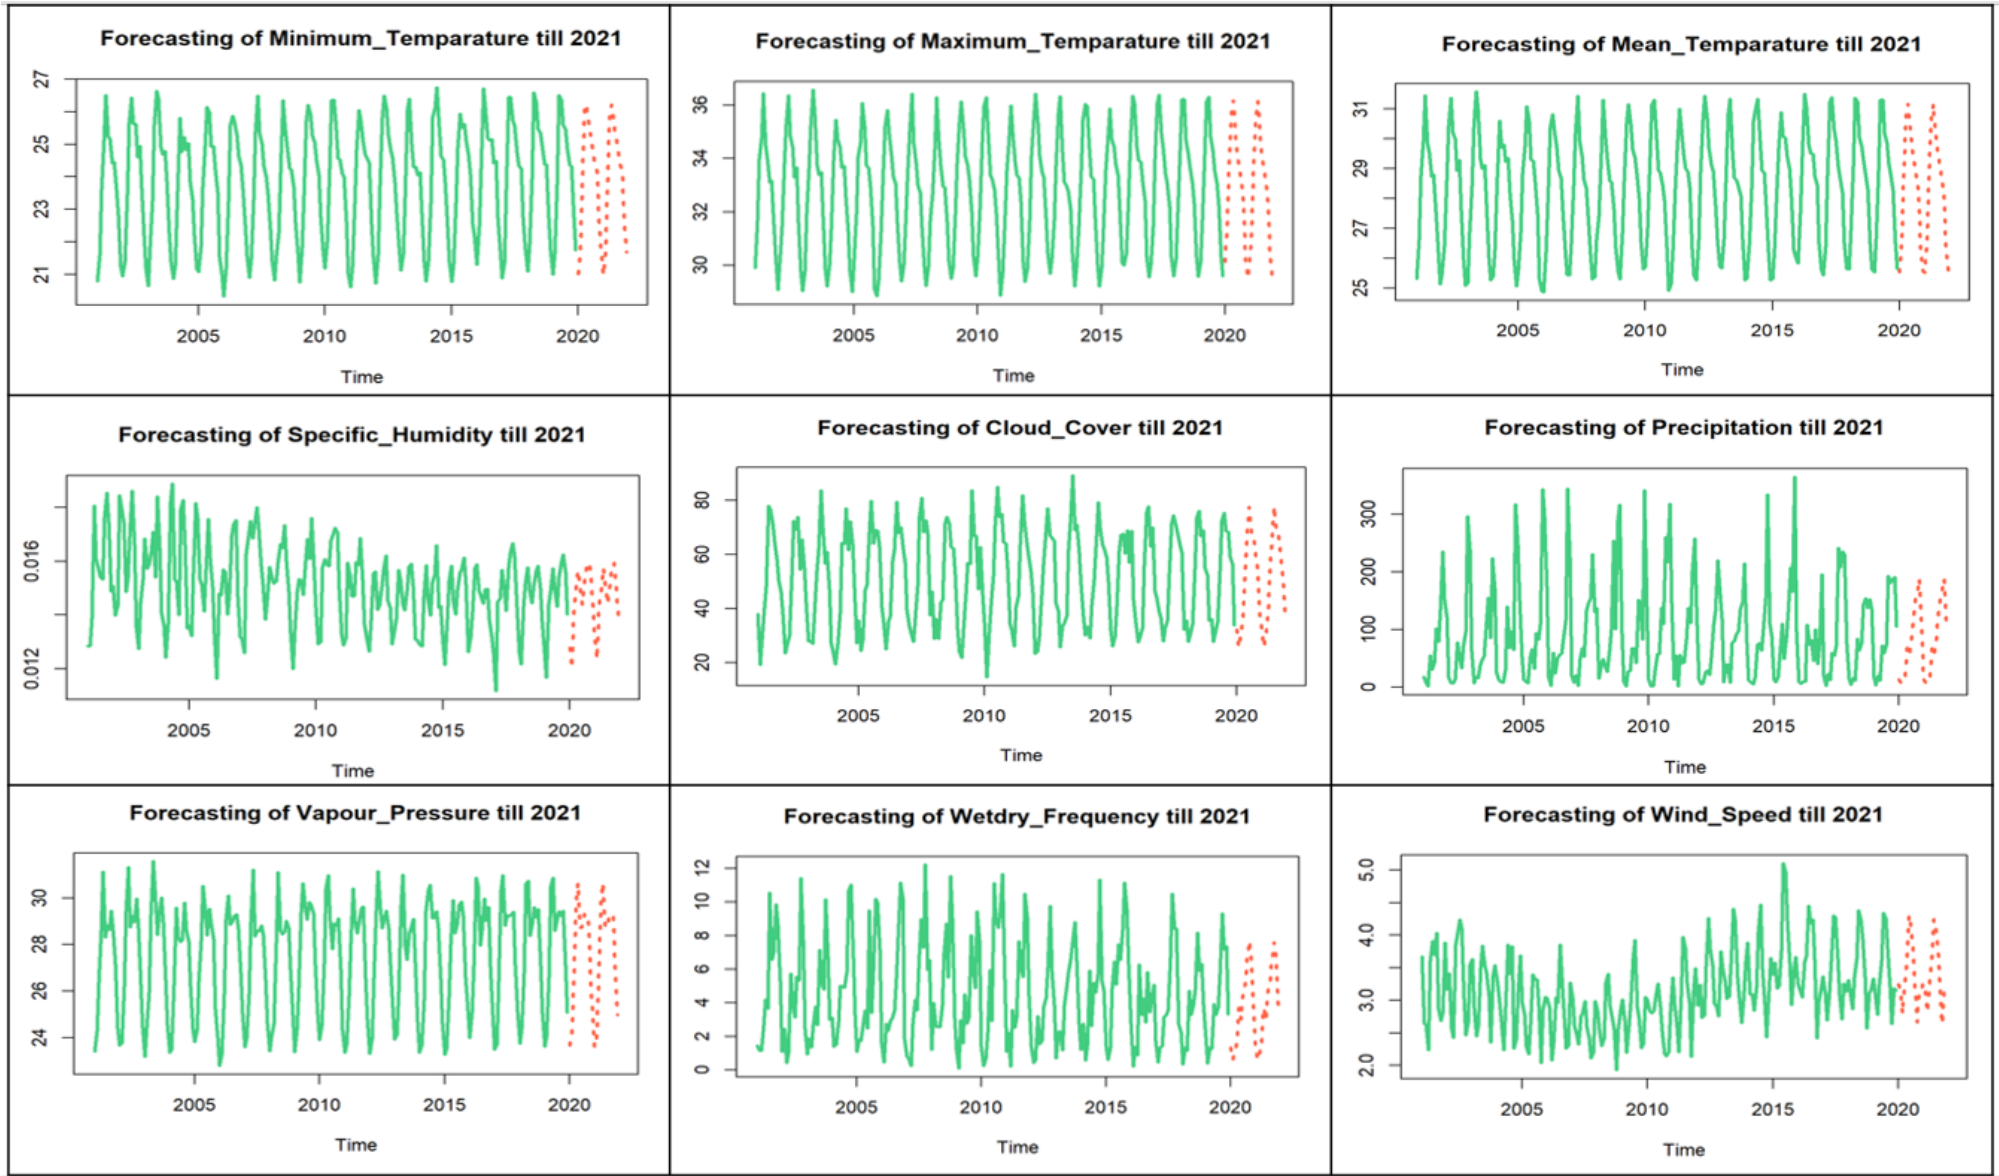 Forecasting of Minimum_Temparature till 2021
27
25
23
21
2005 2010 2015 2020
Time
Forecasting of Maximum_Temparature till 2021
36
34
32
30
2005 2010 2015 2020
Time
Forecasting of Mean_Temparature till 2021
31
29
27
25
2005 2010 2015 2020
Time
Forecasting of Specific_Humidity till 2021
0.016
0.012
2005 2010 2015 2020
Time
Forecasting of Cloud_Cover till 2021
80
60
40
20
2005 2010 2015 2020
Time
Forecasting of Precipitation till 2021
300
200
100
0
2005 2010 2015 2020
Time
Forecasting of Vapour_Pressure till 2021
30
28
26
24
2005 2010 2015 2020
Time
Forecasting of Wetdry_Frequency till 2021
12
10
8
6
4
2
0
2005 2010 2015 2020
Time
Forecasting of Wind_Speed till 2021
5.0
4.0
3.0
2.0
2005 2010 2015 2020
Time